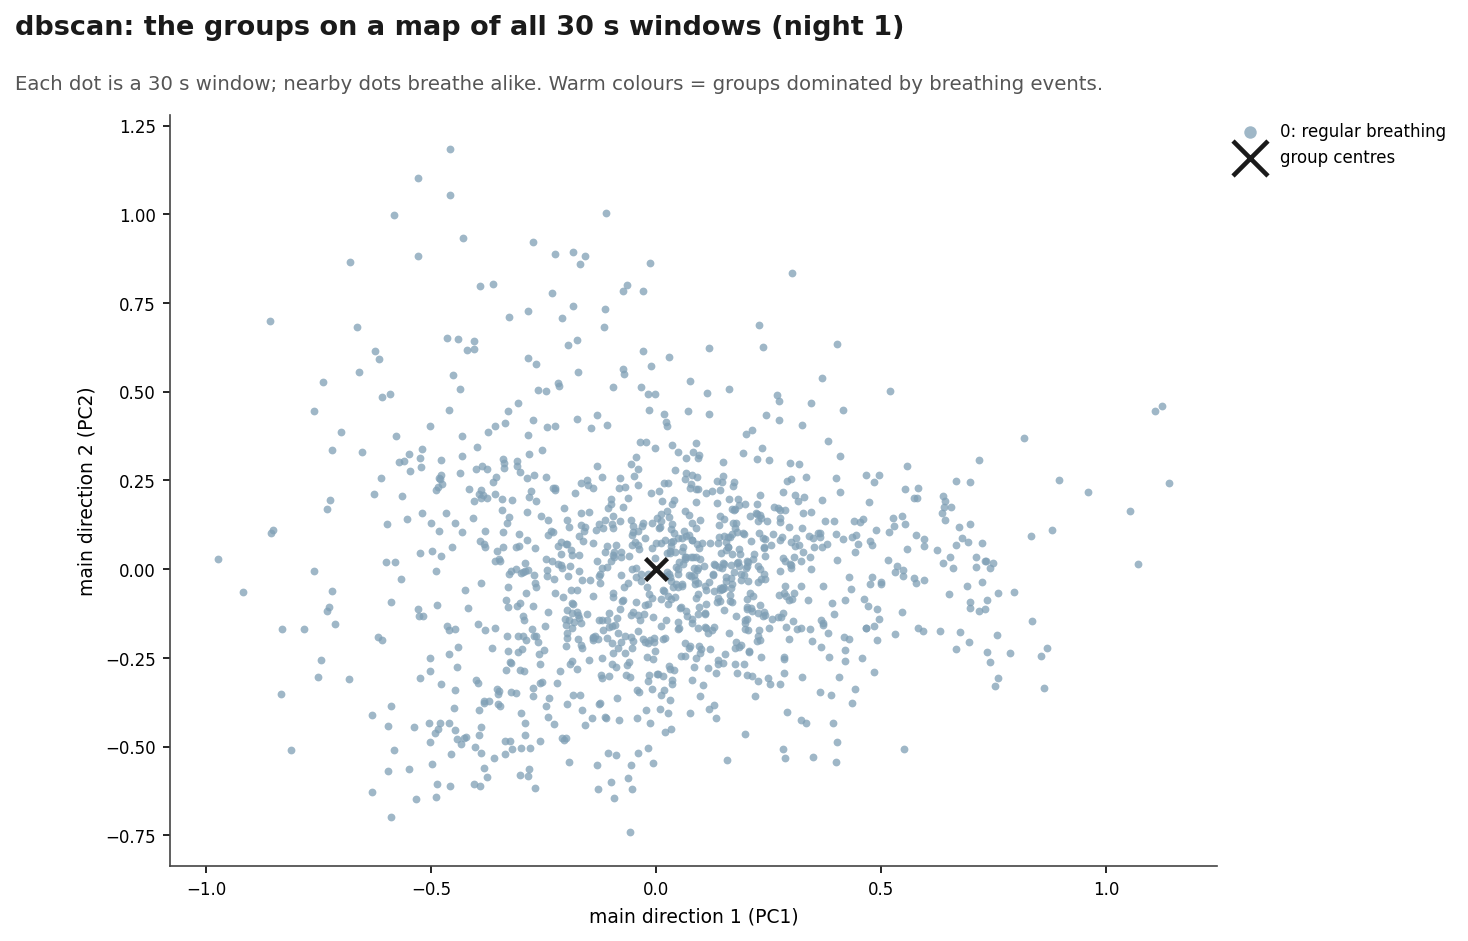 dbscan: the groups on a map of all 30 s windows (night 1)
Each dot is a 30 s window; nearby dots breathe alike. Warm colours = groups dominated by breathing events.
0: regular breathing
group centres
main direction 2 (PC2)
1.25
1.00
0.75
0.50
0.25
0.00
−0.25
−0.50
−0.75
−1.0
−0.5
0.0
0.5
1.0
main direction 1 (PC1)